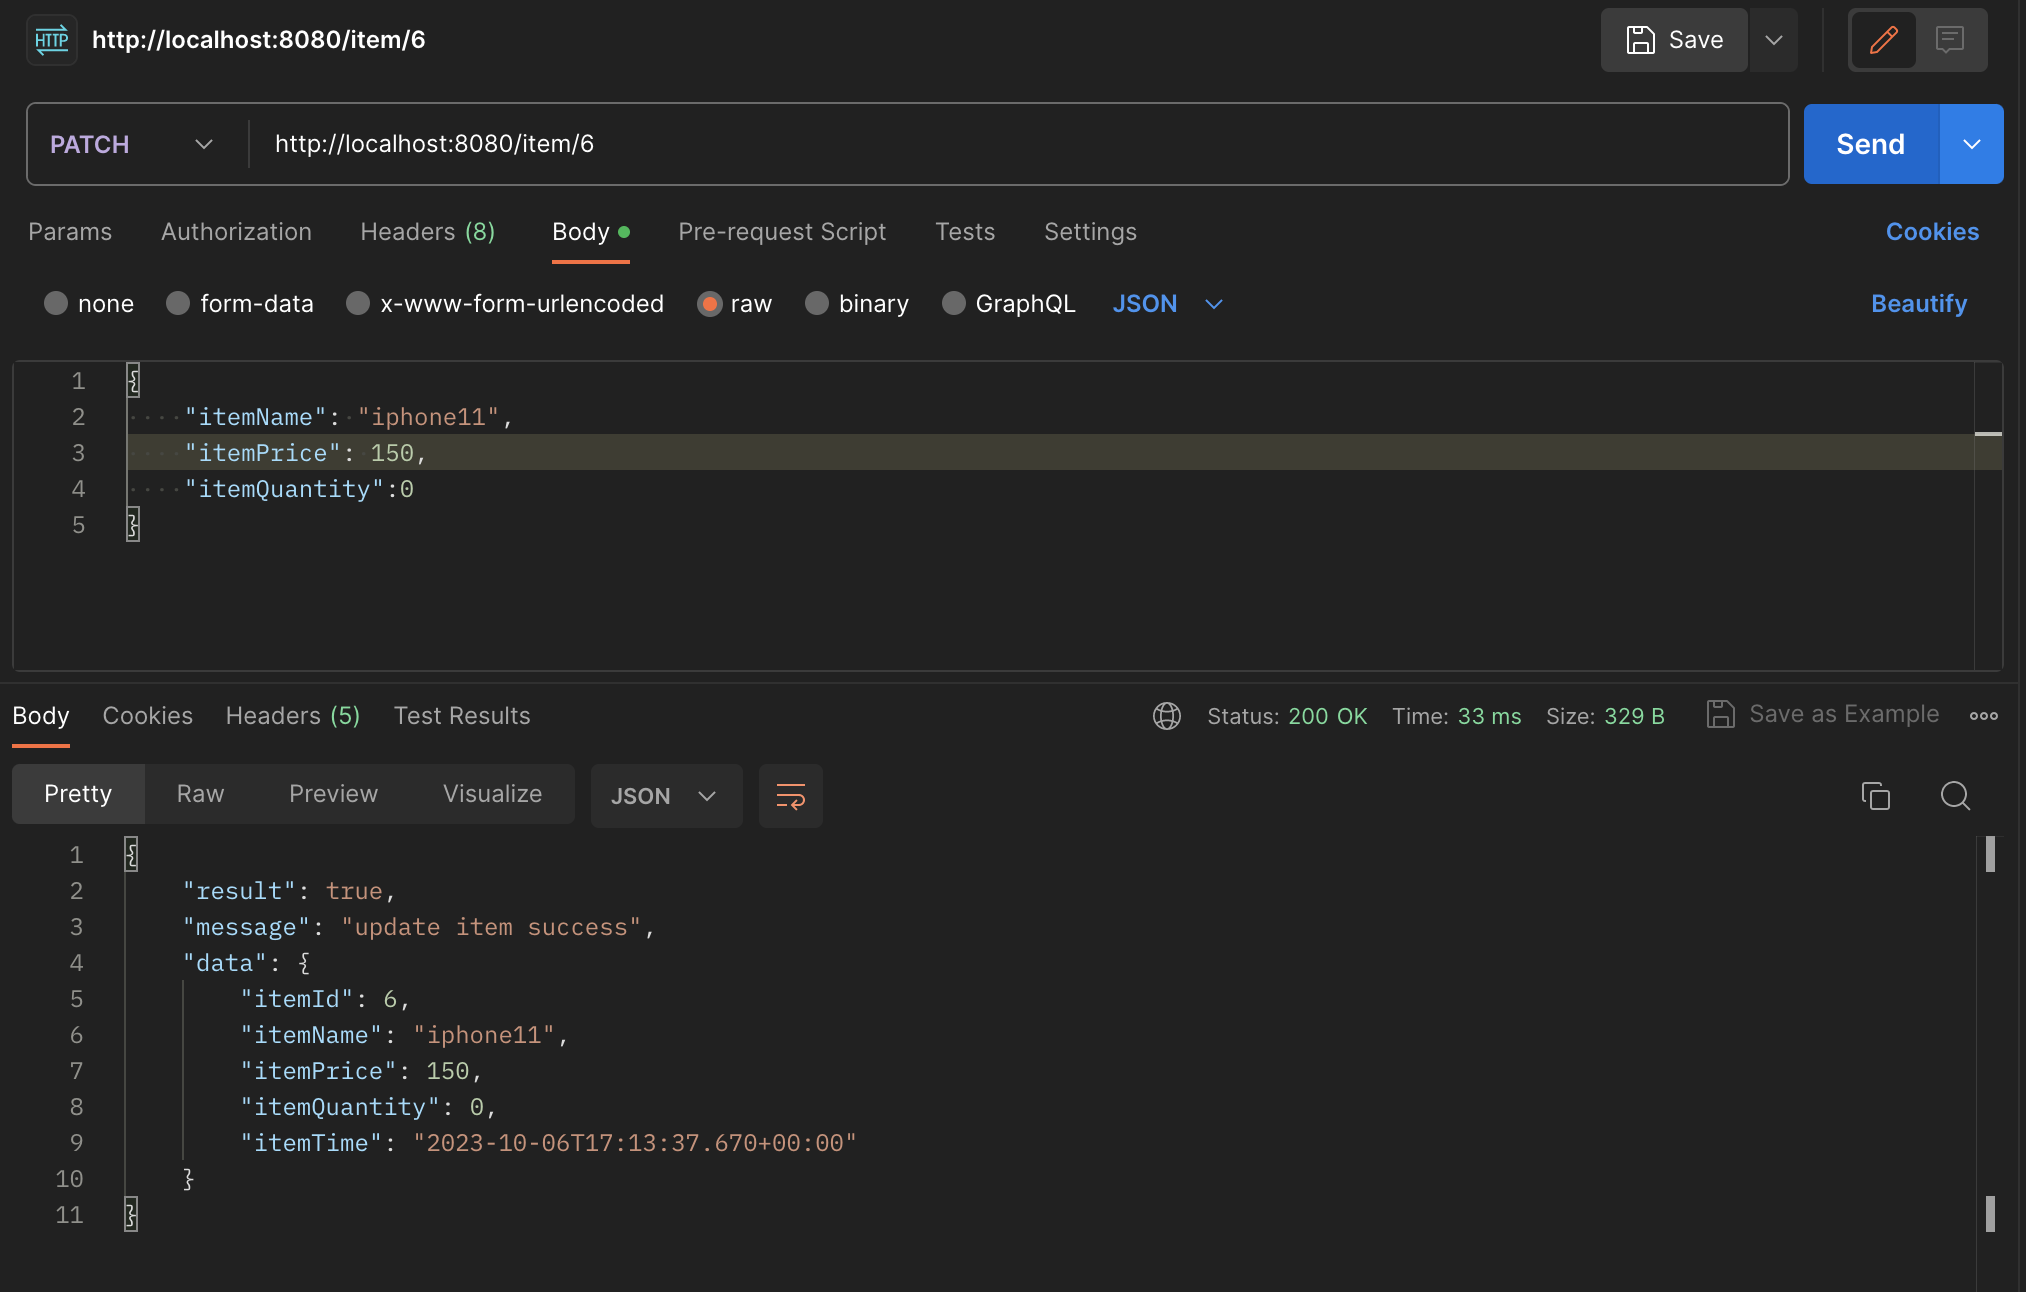 HTTP http://localhost:8080/item/6 Save
PATCH http://localhost:8080/item/6 Send
Params Authorization Headers (8) Body Pre-request Script Tests Settings Cookies
none form-data x-www-form-urlencoded raw binary GraphQL JSON Beautify
1 {
2 ····"itemName":·"iphone11",
3 ····"itemPrice":·150,
4 ····"itemQuantity":0
5 }
Body Cookies Headers (5) Test Results Status: 200 OK Time: 33 ms Size: 329 B Save as Example
Pretty Raw Preview Visualize JSON
1 {
2 "result": true,
3 "message": "update item success",
4 "data": {
5 "itemId": 6,
6 "itemName": "iphone11",
7 "itemPrice": 150,
8 "itemQuantity": 0,
9 "itemTime": "2023-10-06T17:13:37.670+00:00"
10 }
11 }